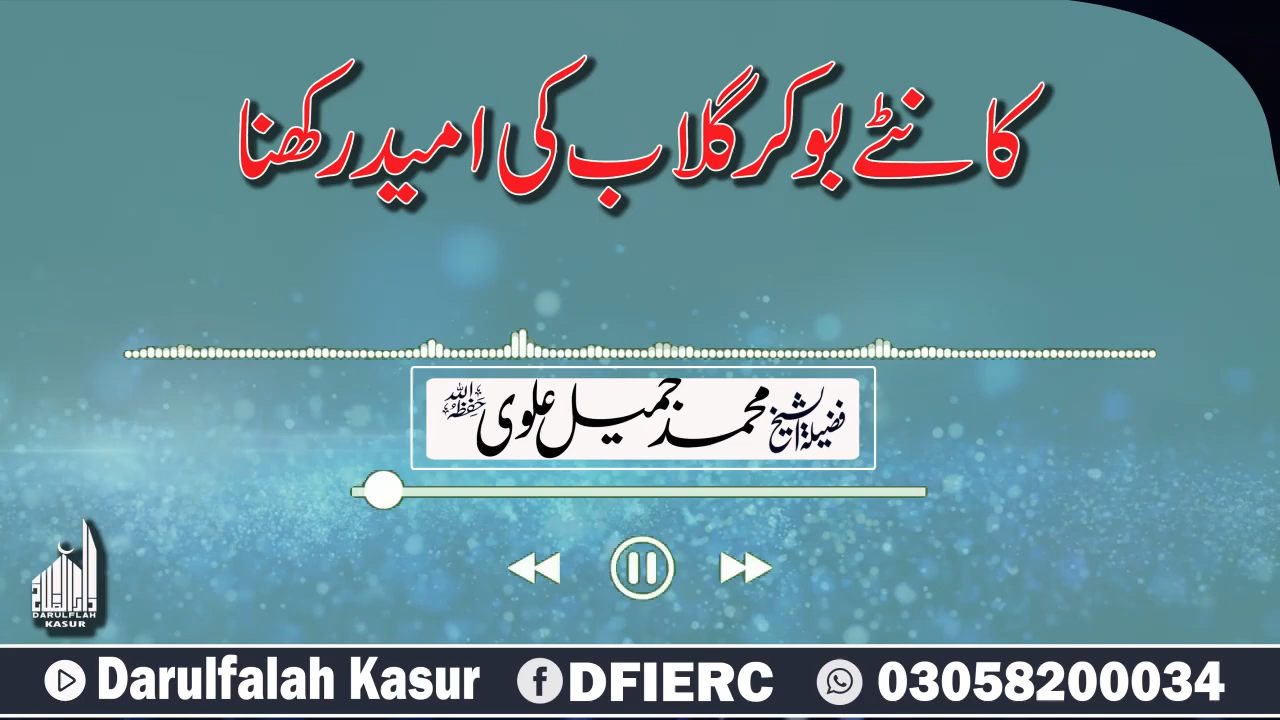 کانٹے بو کر گلاب کی امید رکھنا
فضیلۃ الشیخ محمد جمیل علوی حفظہ اللہ
دارالفلاح
DARULFLAH
KASUR
Darulfalah Kasur DFIERC 03058200034